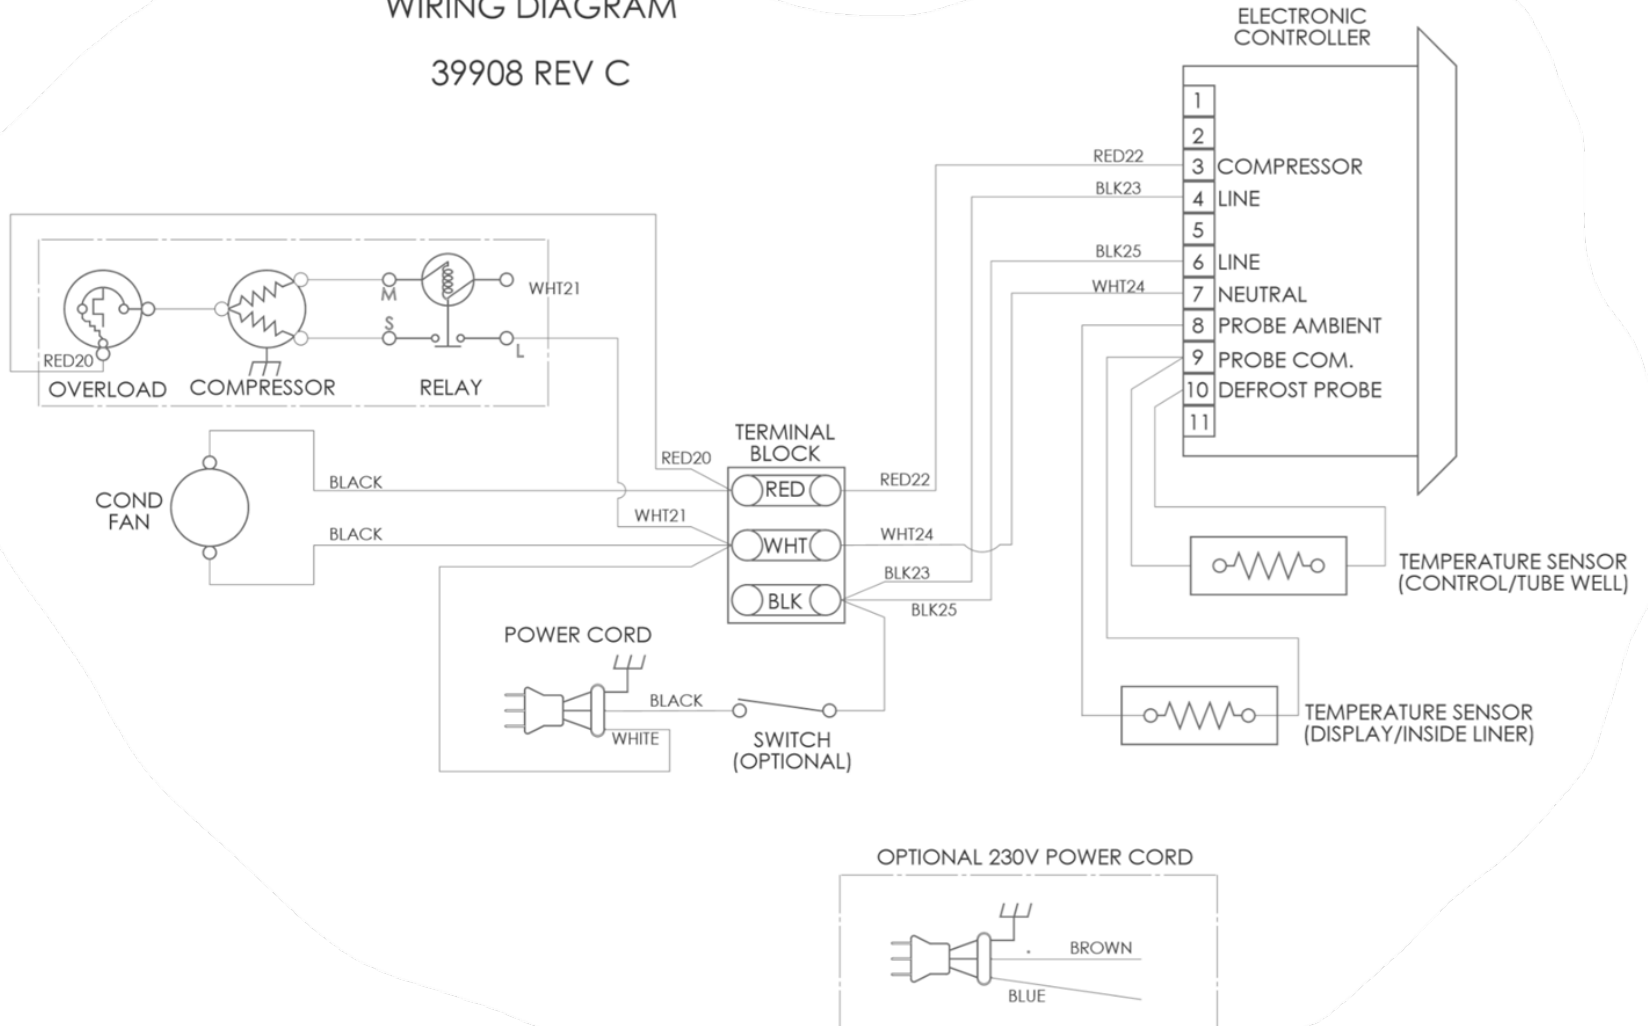 WIRING DIAGRAM
39908 REV C
ELECTRONIC
CONTROLLER
1
2
RED22
3 COMPRESSOR
BLK23
4 LINE
5
BLK25
6 LINE
WHT24
7 NEUTRAL
8 PROBE AMBIENT
9 PROBE COM.
10 DEFROST PROBE
11
M
WHT21
S
L
RED20
OVERLOAD
COMPRESSOR
RELAY
TERMINAL
BLOCK
RED20
BLACK
RED
RED22
COND
FAN
WHT21
BLACK
WHT
WHT24
BLK23
BLK
BLK25
TEMPERATURE SENSOR
(CONTROL/TUBE WELL)
POWER CORD
BLACK
WHITE
SWITCH
(OPTIONAL)
TEMPERATURE SENSOR
(DISPLAY/INSIDE LINER)
OPTIONAL 230V POWER CORD
BROWN
BLUE